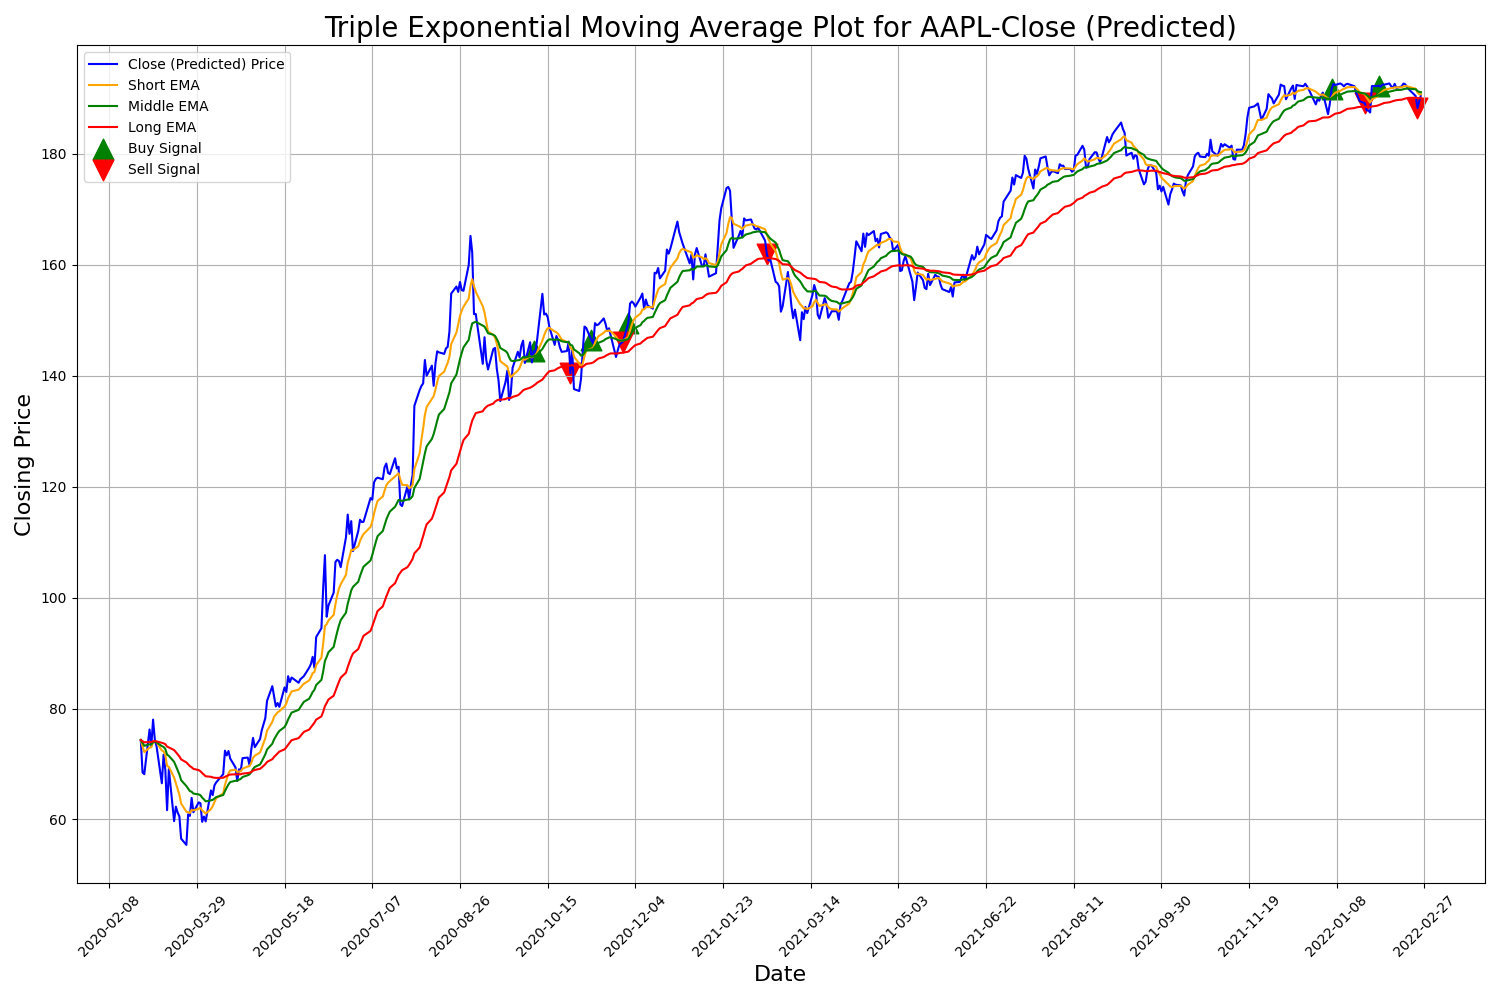 Triple Exponential Moving Average Plot for AAPL-Close (Predicted)
Close (Predicted) Price
Short EMA
Middle EMA
Long EMA
Buy Signal
Sell Signal
180
160
140
120
100
80
60
Closing Price
2020-02-08
2020-03-29
2020-05-18
2020-07-07
2020-08-26
2020-10-15
2020-12-04
2021-01-23
2021-03-14
2021-05-03
2021-06-22
2021-08-11
2021-09-30
2021-11-19
2022-01-08
2022-02-27
Date